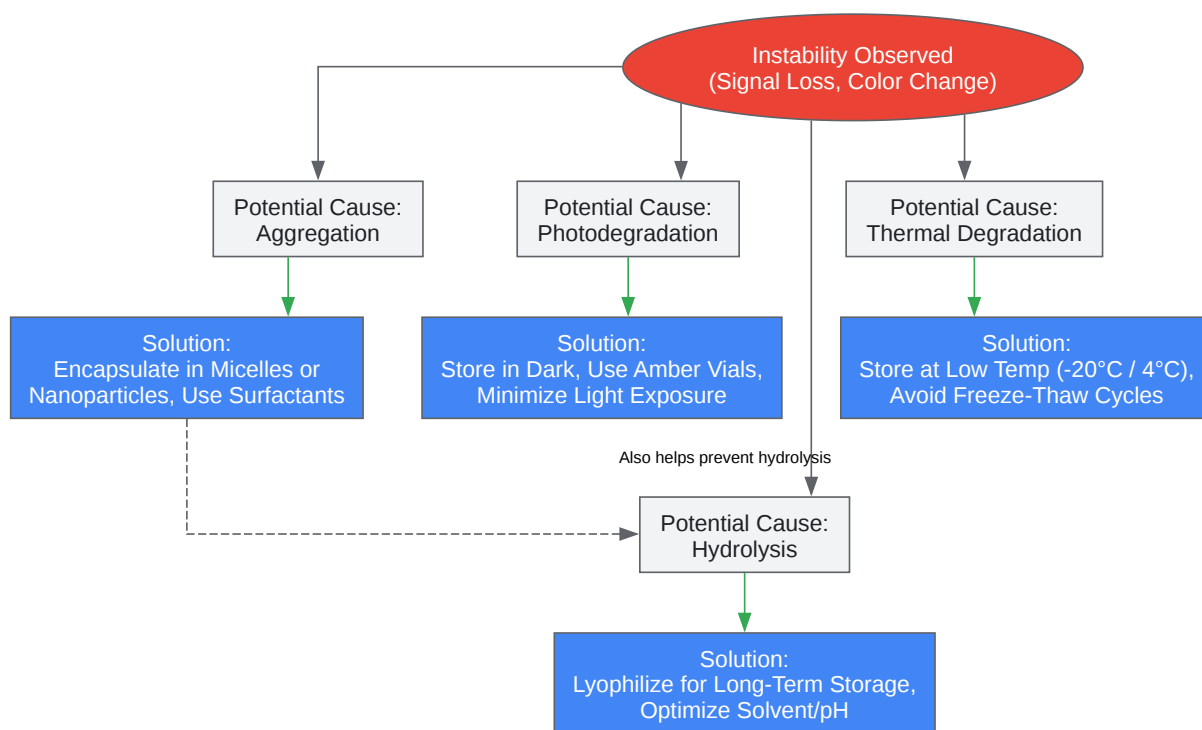 Instability Observed
(Signal Loss, Color Change)
Potential Cause:
Aggregation
Potential Cause:
Photodegradation
Potential Cause:
Thermal Degradation
Solution:
Encapsulate in Micelles or
Nanoparticles, Use Surfactants
Solution:
Store in Dark, Use Amber Vials,
Minimize Light Exposure
Solution:
Store at Low Temp (-20°C / 4°C),
Avoid Freeze-Thaw Cycles
Also helps prevent hydrolysis
Potential Cause:
Hydrolysis
Solution:
Lyophilize for Long-Term Storage,
Optimize Solvent/pH